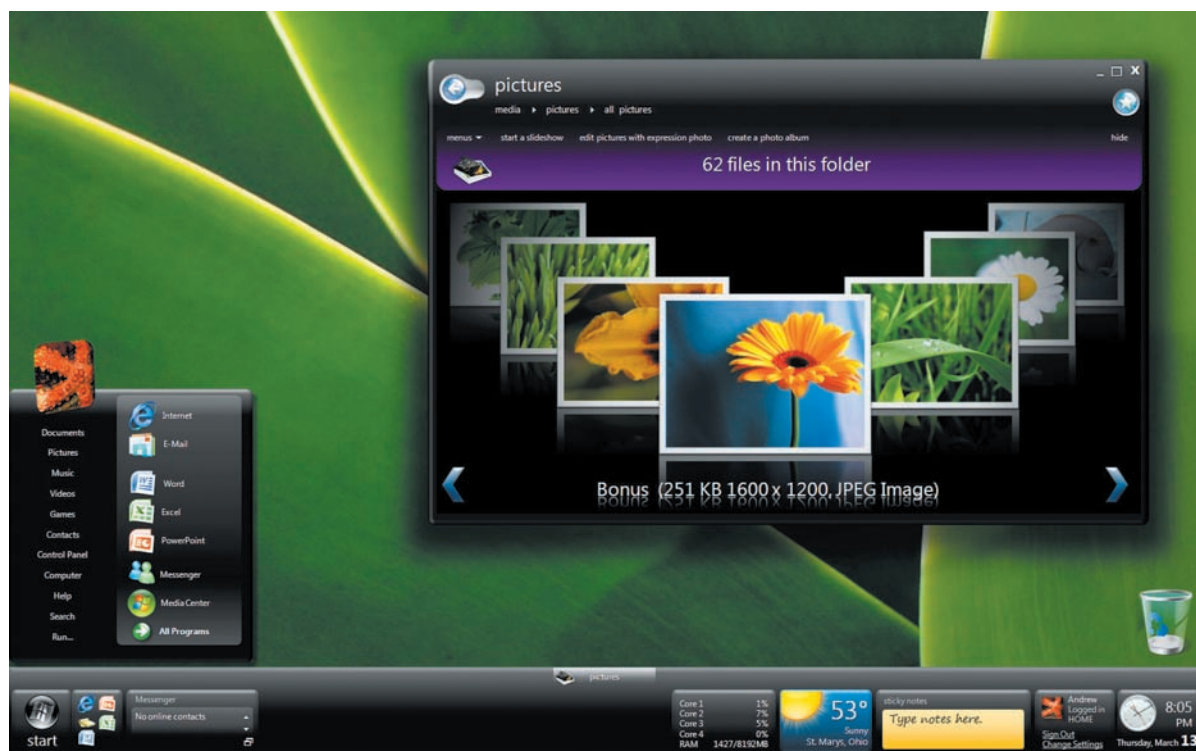 pictures
media pictures all pictures
menus start a slideshow edit pictures with expression photo create a photo album hide
62 files in this folder
Bonus (251 KB 1600 x 1200, JPEG Image)
Documents
Pictures
Music
Videos
Games
Contacts
Control Panel
Computer
Help
Search
Run...
Internet
E-Mail
Word
Excel
PowerPoint
Messenger
Media Center
All Programs
pictures
start
Messenger
No online contacts
Core 1 1%
Core 2 7%
Core 3 5%
Core 4 0%
RAM 1427/8192MB
53°
Sunny
St. Marys, Ohio
sticky notes
Type notes here.
Andrew
Logged in
HOME
Sign Out
Change Settings
8:05
PM
Thursday, March 13